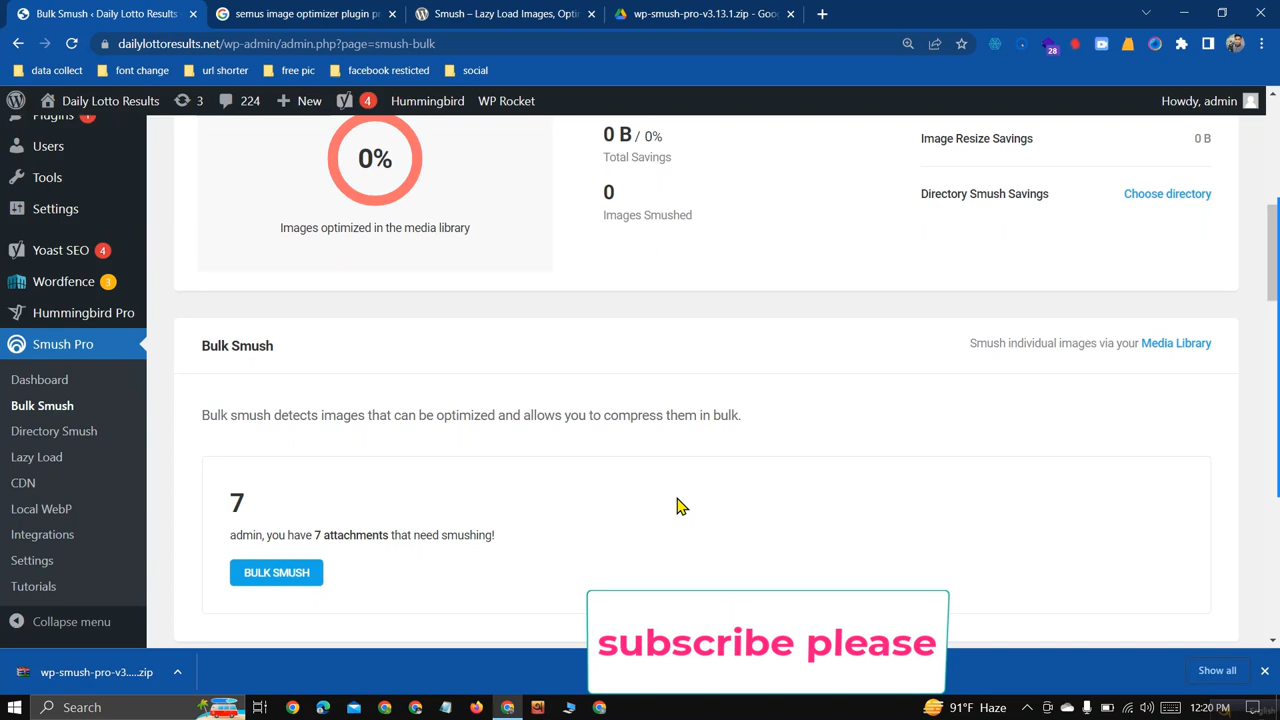 Bulk Smush ‹ Daily Lotto Results
semus image optimizer plugin pr
Smush – Lazy Load Images, Optin
wp-smush-pro-v3.13.1.zip - Goog
dailylottoresults.net/wp-admin/admin.php?page=smush-bulk
28
data collect
font change
url shorter
free pic
facebook resticted
social
Daily Lotto Results
3
224
New
4
Hummingbird
WP Rocket
Howdy, admin
Plugins
Users
Tools
Settings
Yoast SEO 4
Wordfence 3
Hummingbird Pro
Smush Pro
Dashboard
Bulk Smush
Directory Smush
Lazy Load
CDN
Local WebP
Integrations
Settings
Tutorials
Collapse menu
0%
Images optimized in the media library
0 B / 0%
Total Savings
0
Images Smushed
Image Resize Savings 0 B
Directory Smush Savings Choose directory
Bulk Smush
Smush individual images via your Media Library
Bulk smush detects images that can be optimized and allows you to compress them in bulk.
7
admin, you have 7 attachments that need smushing!
BULK SMUSH
subscribe please
wp-smush-pro-v3....zip
Show all
Search
91°F Haze
12:20 PM